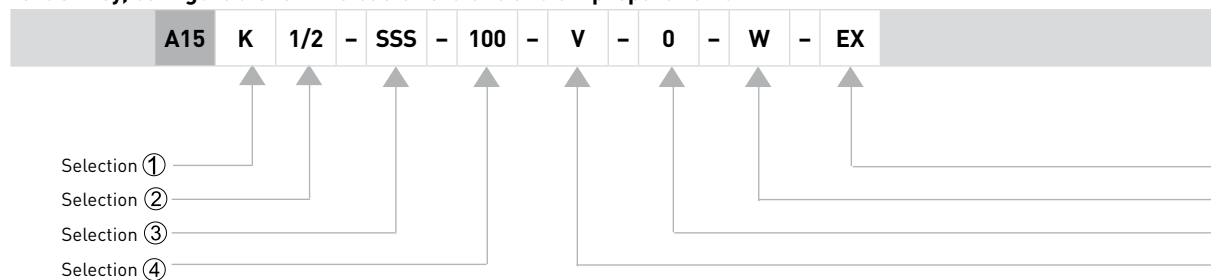 A15 K 1/2 – SSS – 100 – V – 0 – W – EX
Selection ①
Selection ②
Selection ③
Selection ④